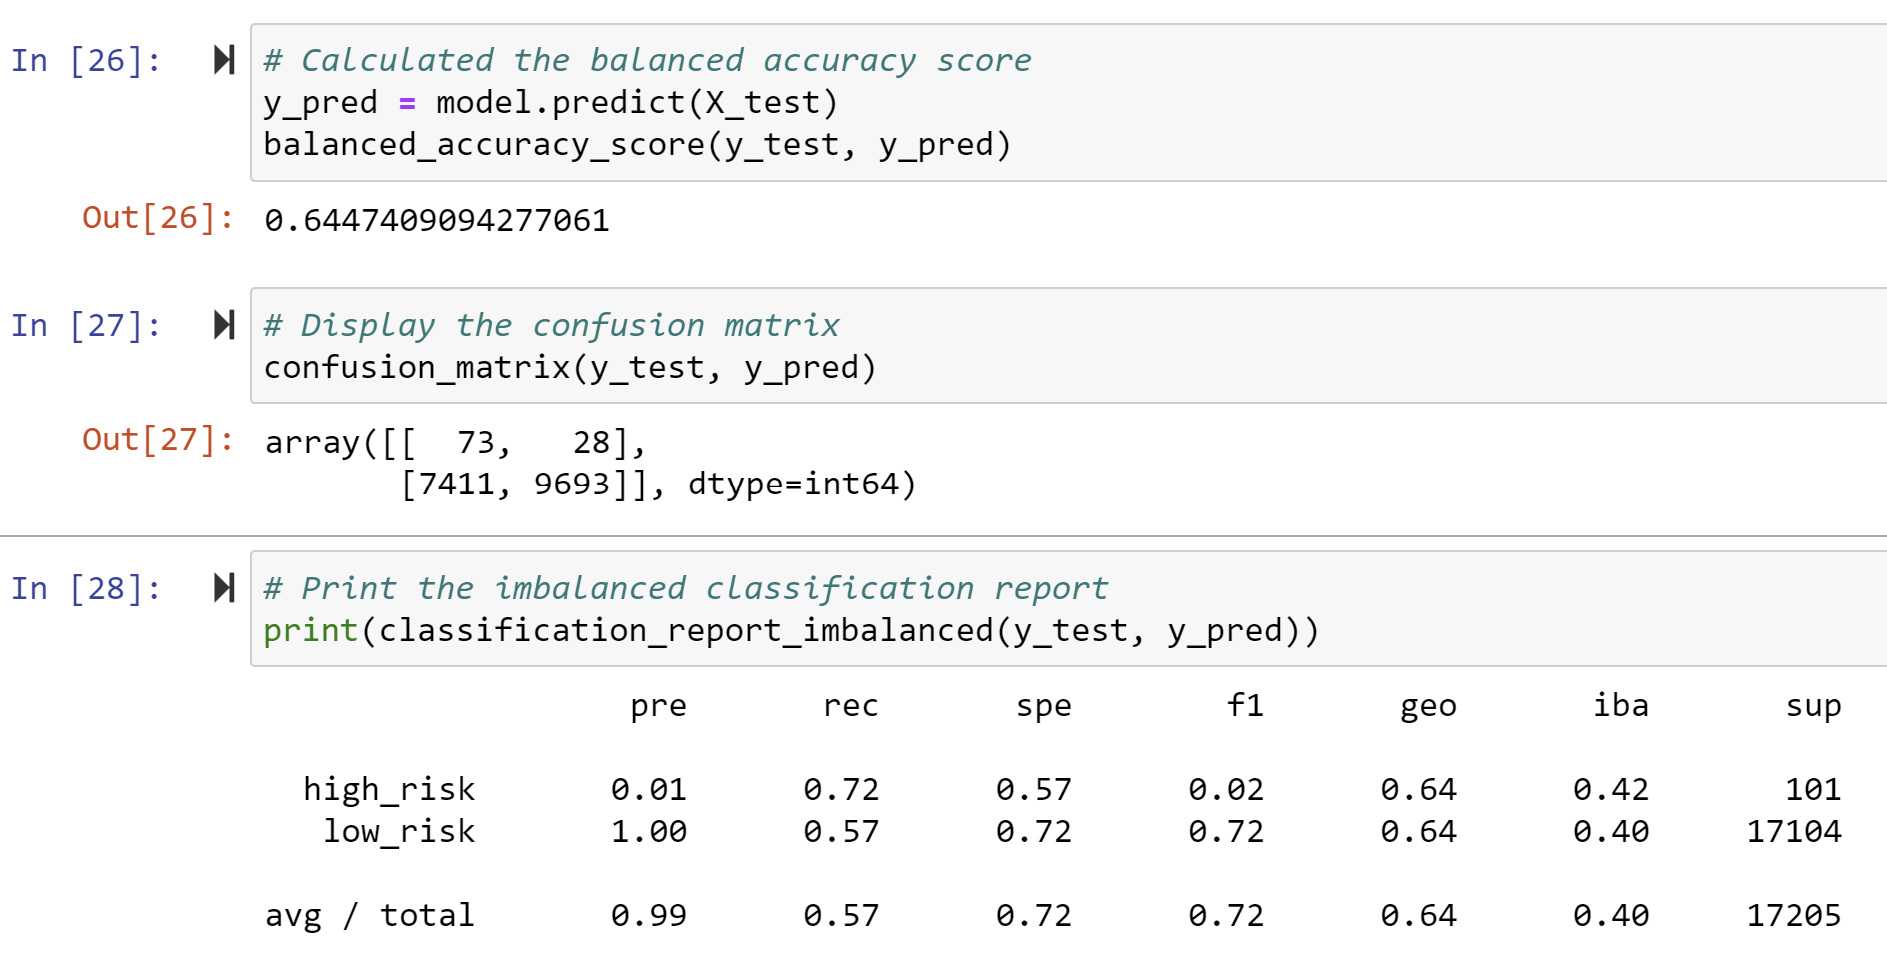 In [26]: # Calculated the balanced accuracy score
y_pred = model.predict(X_test)
balanced_accuracy_score(y_test, y_pred)
Out[26]: 0.6447409094277061
In [27]: # Display the confusion matrix
confusion_matrix(y_test, y_pred)
Out[27]: array([[  73,   28],
       [7411, 9693]], dtype=int64)
In [28]: # Print the imbalanced classification report
print(classification_report_imbalanced(y_test, y_pred))
pre rec spe f1 geo iba sup
high_risk 0.01 0.72 0.57 0.02 0.64 0.42 101
low_risk 1.00 0.57 0.72 0.72 0.64 0.40 17104
avg / total 0.99 0.57 0.72 0.72 0.64 0.40 17205